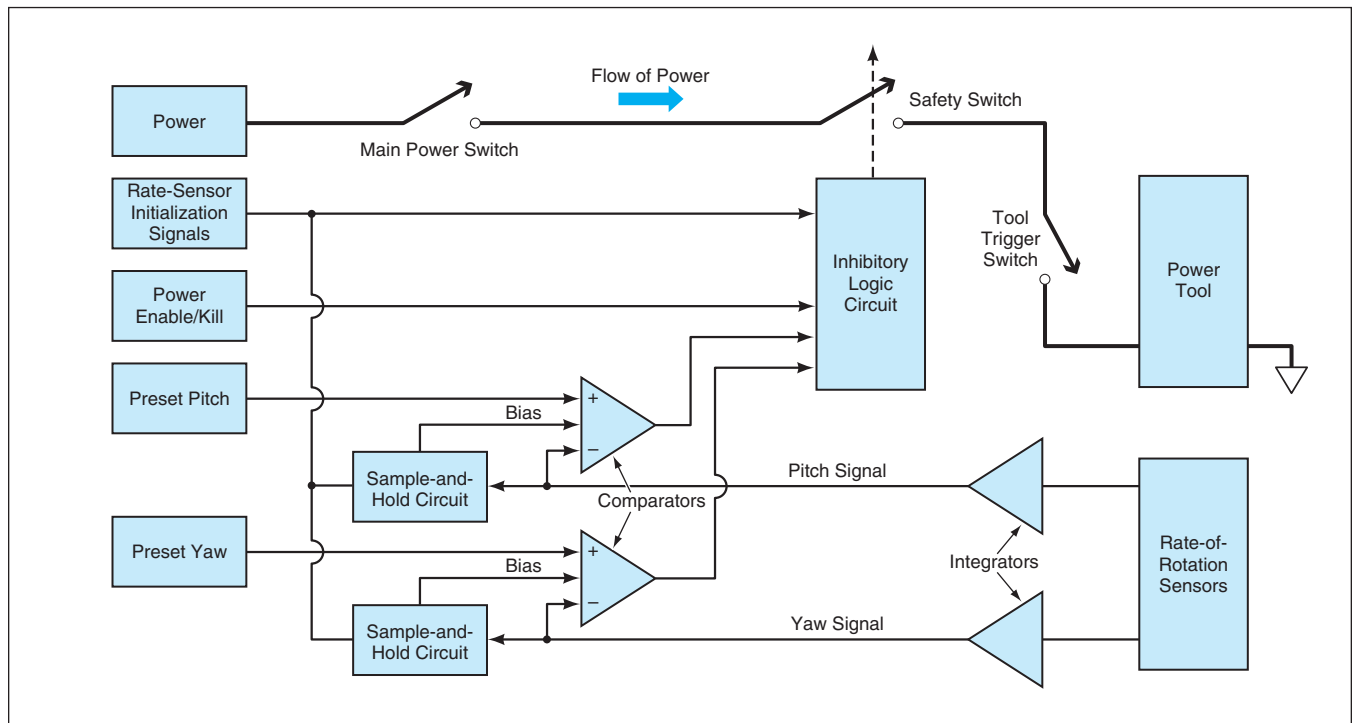 Flow of Power
Power
Main Power Switch
Safety Switch
Rate-Sensor
Initialization
Signals
Tool
Trigger
Switch
Inhibitory
Logic
Circuit
Power
Tool
Power
Enable/Kill
Preset Pitch
+
Bias
–
Sample-and-
Hold Circuit
Pitch Signal
Comparators
Preset Yaw
+
Bias
–
Integrators
Rate-of-
Rotation
Sensors
Sample-and-
Hold Circuit
Yaw Signal